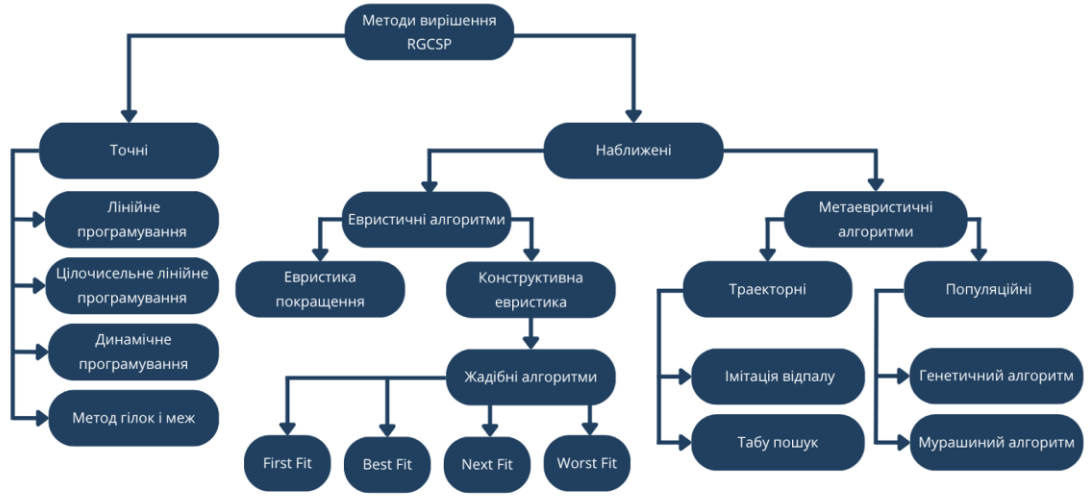 Методи вирішення
RGCSP
Точні
Наближені
Лінійне
програмування
Цілочисельне лінійне
програмування
Динамічне
програмування
Метод гілок і меж
Евристичні алгоритми
Метаевристичні
алгоритми
Евристика
покращення
Конструктивна
евристика
Траекторні
Популяційні
Жадібні алгоритми
Імітація відпалу
Генетичний алгоритм
Табу пошук
Мурашиний алгоритм
First Fit
Best Fit
Next Fit
Worst Fit